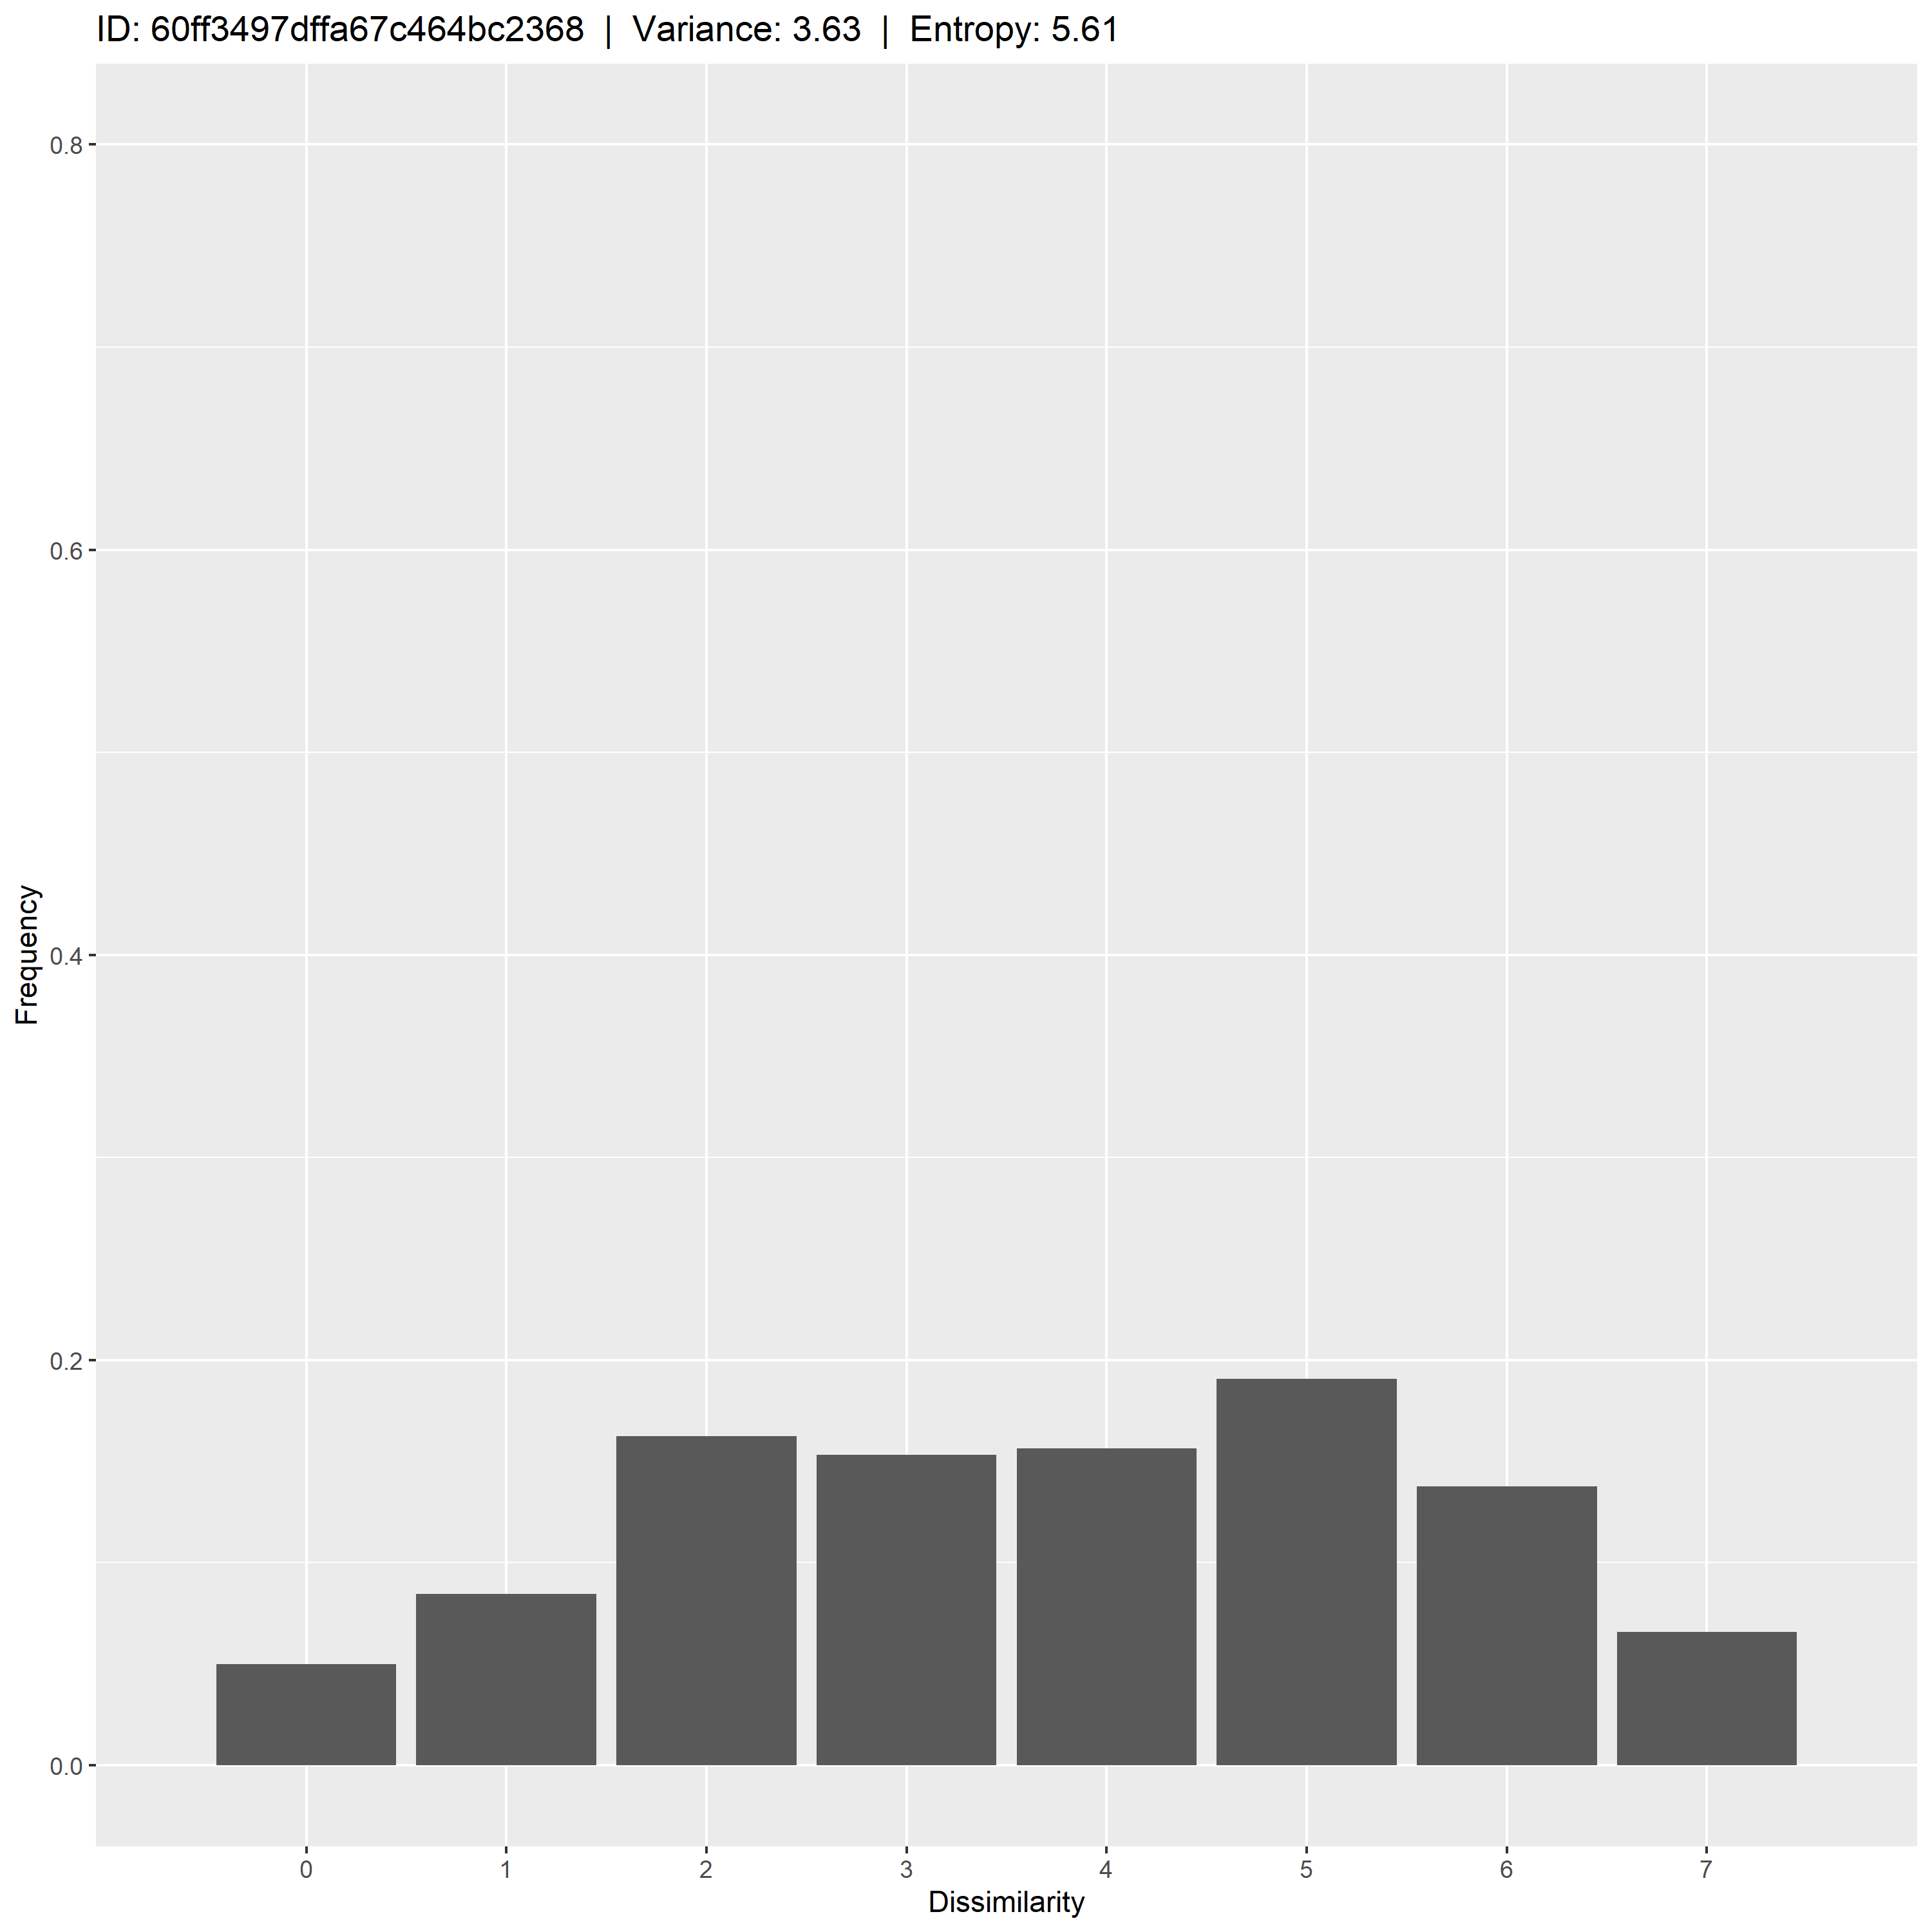 ID: 60ff3497dffa67c464bc2368 | Variance: 3.63 | Entropy: 5.61
0.8
0.6
0.4
0.2
0.0
Frequency
0 1 2 3 4 5 6 7
Dissimilarity